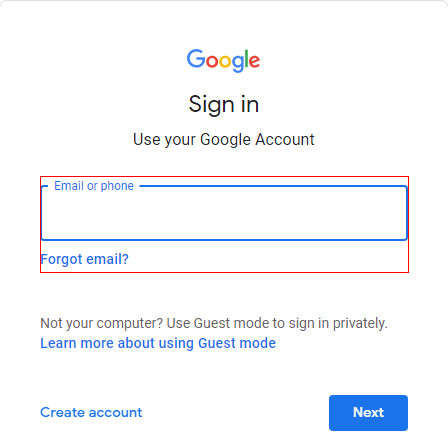 Google
Sign in
Use your Google Account
Email or phone
Forgot email?
Not your computer? Use Guest mode to sign in privately.
Learn more about using Guest mode
Create account
Next